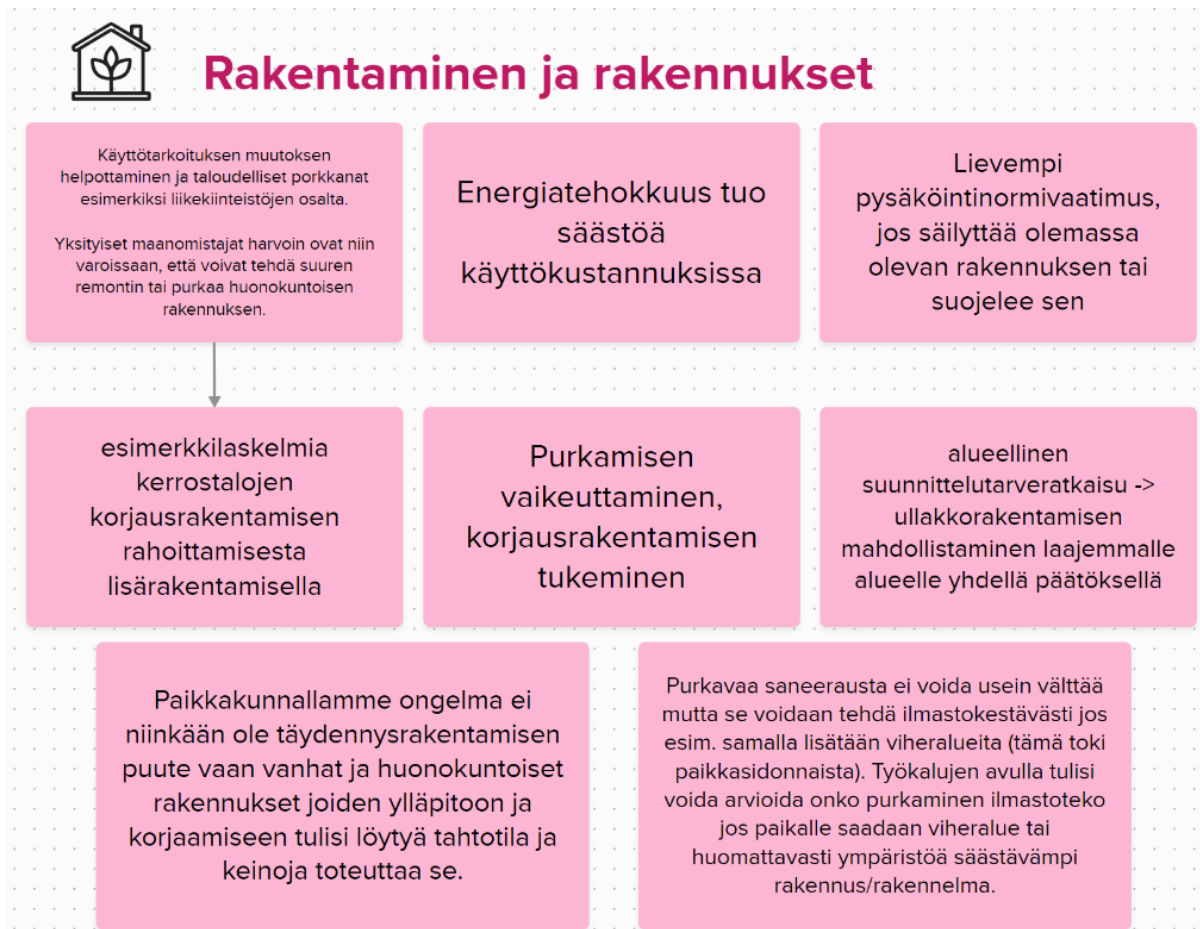 Rakentaminen ja rakennukset
Käyttötarkoituksen muutoksen
helpottaminen ja taloudelliset porkkanat
esimerkiksi liikekiinteistöjen osalta.
Yksityiset maanomistajat harvoin ovat niin
varoissaan, että voivat tehdä suuren
remontin tai purkaa huonokuntoisen
rakennuksen.
Energiatehokkuus tuo
säästöä
käyttökustannuksissa
Lievempi
pysäköintinormivaatimus,
jos säilyttää olemassa
olevan rakennuksen tai
suojelee sen
esimerkkilaskelmia
kerrostalojen
korjausrakentamisen
rahoittamisesta
lisärakentamisella
Purkamisen
vaikeuttaminen,
korjausrakentamisen
tukeminen
alueellinen
suunnittelutarveratkaisu ->
ullakkorakentamisen
mahdollistaminen laajemmalle
alueelle yhdellä päätöksellä
Paikkakunnallamme ongelma ei
niinkään ole täydennysrakentamisen
puute vaan vanhat ja huonokuntoiset
rakennukset joiden ylläpitoon ja
korjaamiseen tulisi löytyä tahtotila ja
keinoja toteuttaa se.
Purkavaa saneerausta ei voida usein välttää
mutta se voidaan tehdä ilmastokestävästi jos
esim. samalla lisätään viheralueita (tämä toki
paikkasidonnaista). Työkalujen avulla tulisi
voida arvioida onko purkaminen ilmastoteko
jos paikalle saadaan viheralue tai
huomattavasti ympäristöä säästävämpi
rakennus/rakennelma.